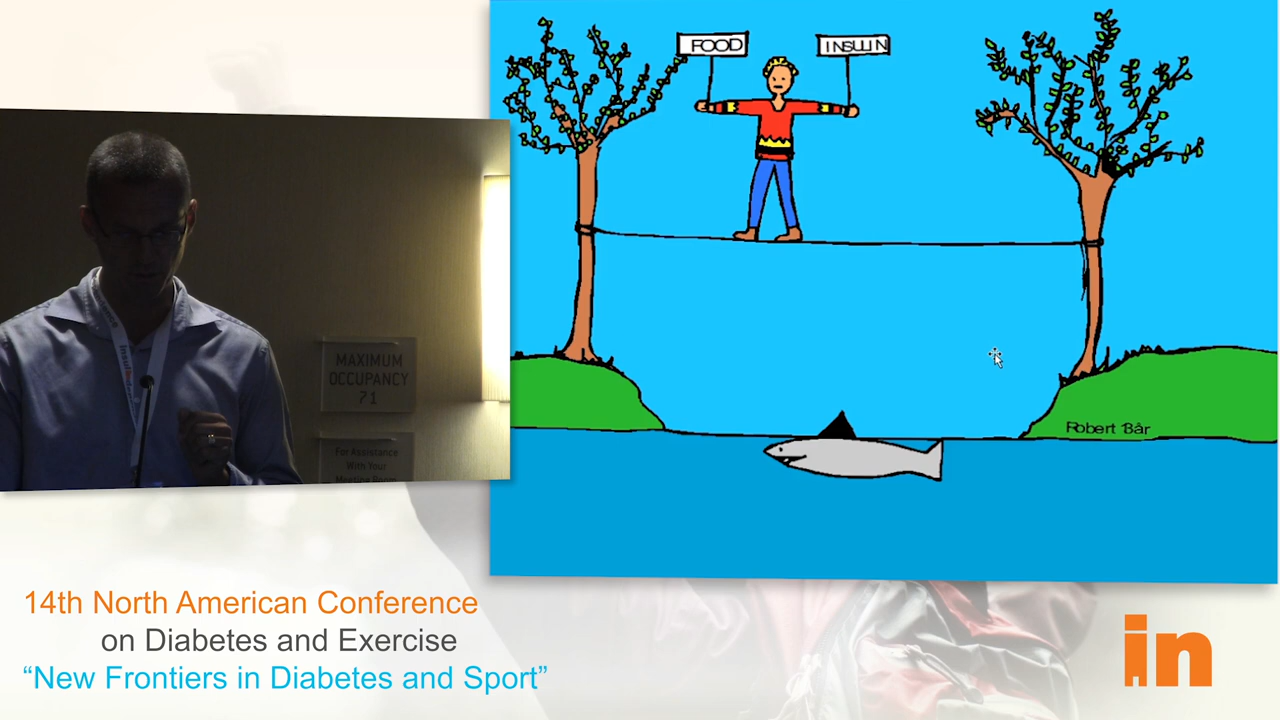 FOOD
INSULIN
MAXIMUM
OCCUPANCY
71
For Assistance
With Your
Robert Bår
14th North American Conference
on Diabetes and Exercise
“New Frontiers in Diabetes and Sport”
in